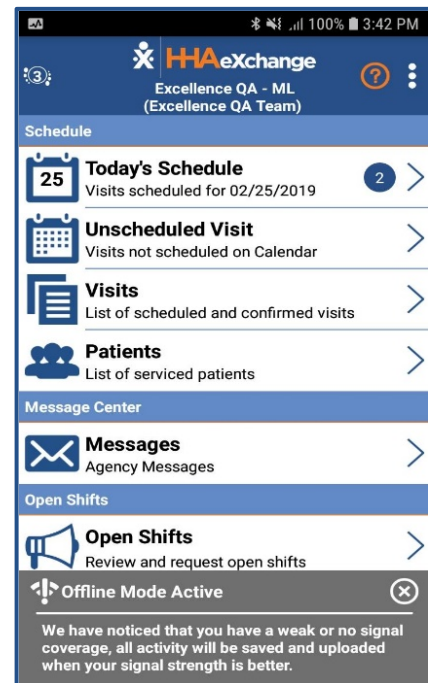 100% 3:42 PM
3
HHAeXchange
?
Excellence QA - ML
(Excellence QA Team)
Schedule
25
Today's Schedule
2
Visits scheduled for 02/25/2019
Unscheduled Visit
Visits not scheduled on Calendar
Visits
List of scheduled and confirmed visits
Patients
List of serviced patients
Message Center
Messages
Agency Messages
Open Shifts
Open Shifts
Review and request open shifts
Offline Mode Active
We have noticed that you have a weak or no signal
coverage, all activity will be saved and uploaded
when your signal strength is better.